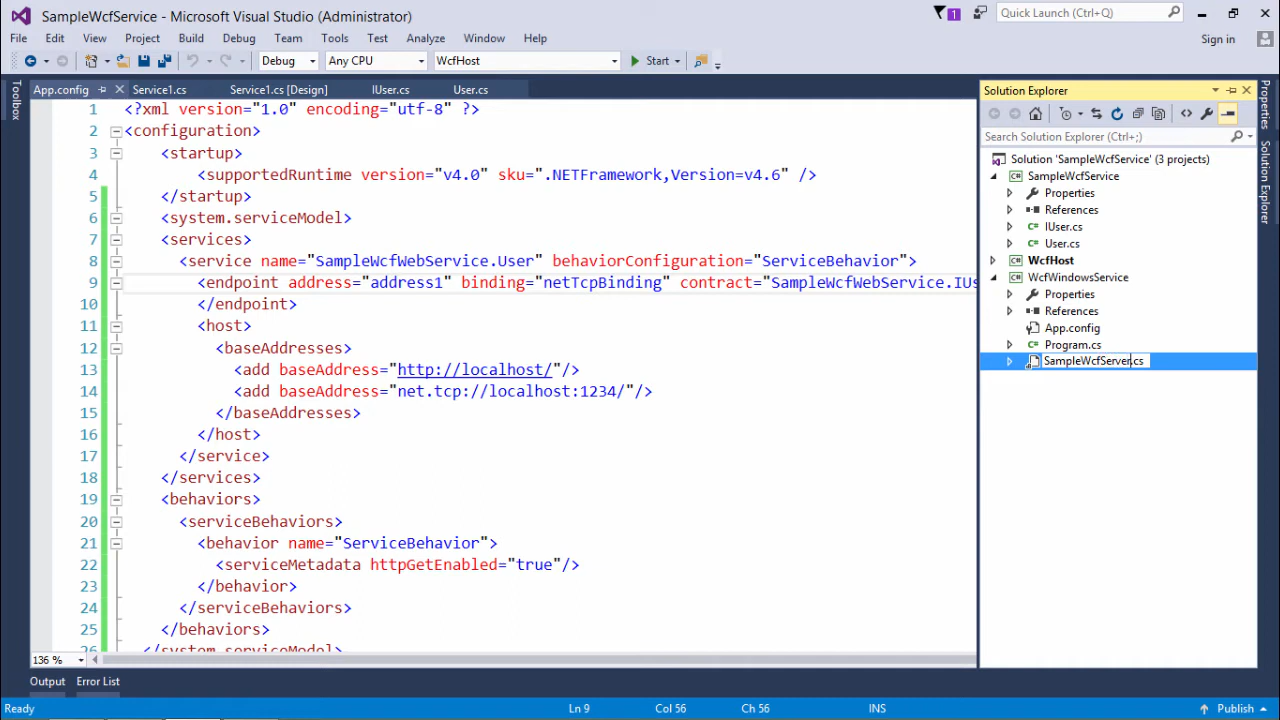 SampleWcfService - Microsoft Visual Studio (Administrator)
1
Quick Launch (Ctrl+Q)
File Edit View Project Build Debug Team Tools Test Analyze Window Help
Sign in
Debug Any CPU WcfHost Start
Toolbox
App.config Service1.cs Service1.cs [Design] IUser.cs User.cs
1 <?xml version="1.0" encoding="utf-8" ?>
2 <configuration>
3 <startup>
4 <supportedRuntime version="v4.0" sku=".NETFramework,Version=v4.6" />
5 </startup>
6 <system.serviceModel>
7 <services>
8 <service name="SampleWcfWebService.User" behaviorConfiguration="ServiceBehavior">
9 <endpoint address="address1" binding="netTcpBinding" contract="SampleWcfWebService.IUs
10 </endpoint>
11 <host>
12 <baseAddresses>
13 <add baseAddress="http://localhost/"/>
14 <add baseAddress="net.tcp://localhost:1234/"/>
15 </baseAddresses>
16 </host>
17 </service>
18 </services>
19 <behaviors>
20 <serviceBehaviors>
21 <behavior name="ServiceBehavior">
22 <serviceMetadata httpGetEnabled="true"/>
23 </behavior>
24 </serviceBehaviors>
25 </behaviors>
26 </system.serviceModel>
136 %
Output Error List
Ready Ln 9 Col 56 Ch 56 INS Publish
Solution Explorer
Search Solution Explorer (Ctrl+;)
Solution 'SampleWcfService' (3 projects)
SampleWcfService
Properties
References
IUser.cs
User.cs
WcfHost
WcfWindowsService
Properties
References
App.config
Program.cs
SampleWcfServer.cs
Properties
Solution Explorer